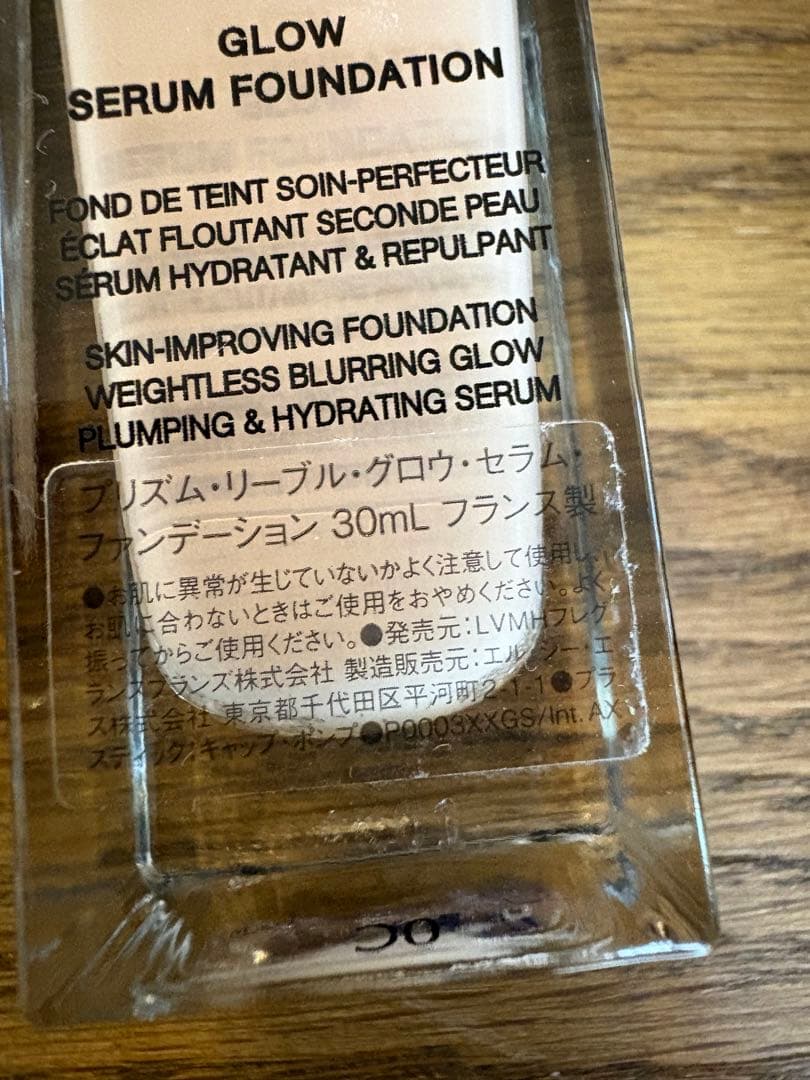 GLOW
SERUM FOUNDATION
FOND DE TEINT SOIN-PERFECTEUR
ÉCLAT FLOUTANT SECONDE PEAU
SÉRUM HYDRATANT & REPULPANT
SKIN-IMPROVING FOUNDATION
WEIGHTLESS BLURRING GLOW
PLUMPING & HYDRATING SERUM
プリズム・リーブル・グロウ・セラム・
ファンデーション 30mL フランス製
●お肌に異常が生じていないかよく注意して使用し、
お肌に合わないときはご使用をおやめください。よく
振ってからご使用ください。●発売元:LVMHフレグ
ランスブランズ株式会社 製造販売元:エル・シー・エ
ス株式会社 東京都千代田区平河町2-1-1●プラ
スティック/キャップ・ポンプ●P0003XXGS/Int. AX